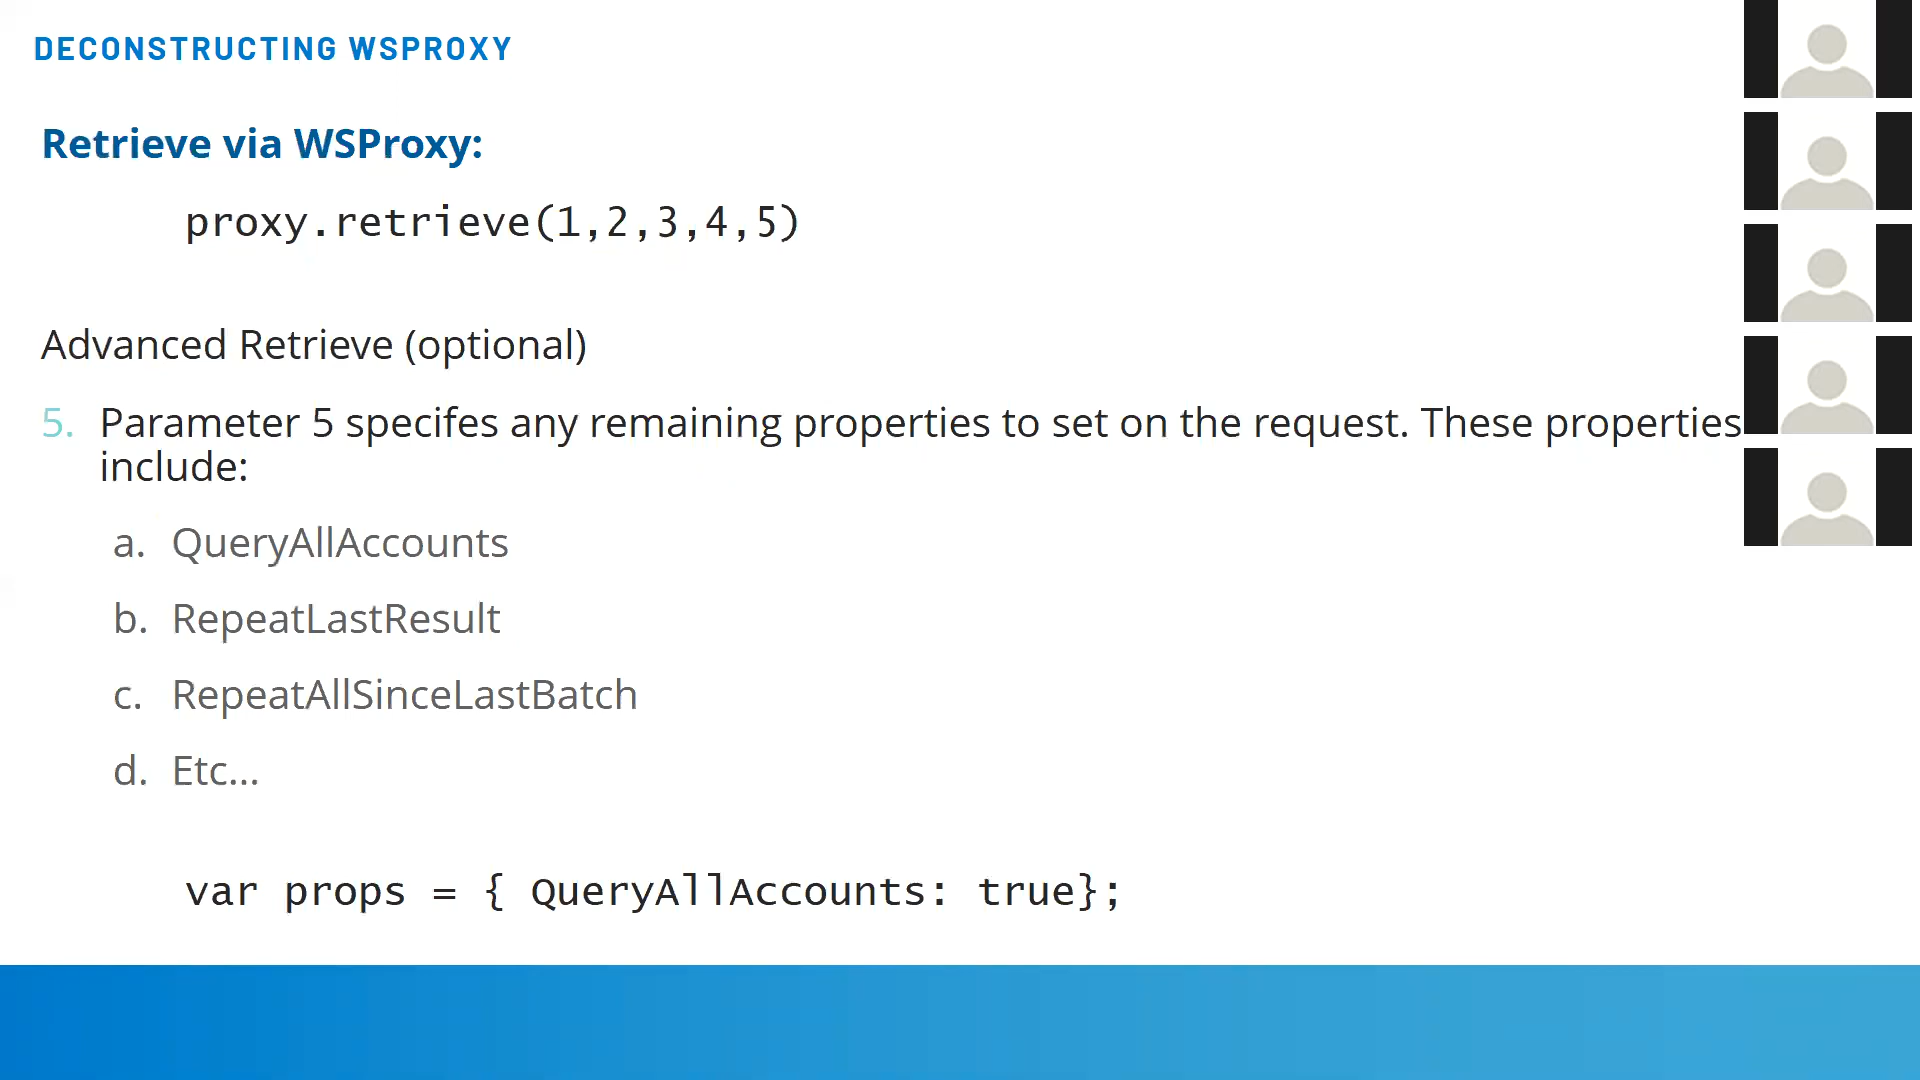 DECONSTRUCTING WSPROXY
Retrieve via WSProxy:
proxy.retrieve(1,2,3,4,5)
Advanced Retrieve (optional)
5. Parameter 5 specifes any remaining properties to set on the request. These properties
include:
a. QueryAllAccounts
b. RepeatLastResult
c. RepeatAllSinceLastBatch
d. Etc...
var props = { QueryAllAccounts: true};